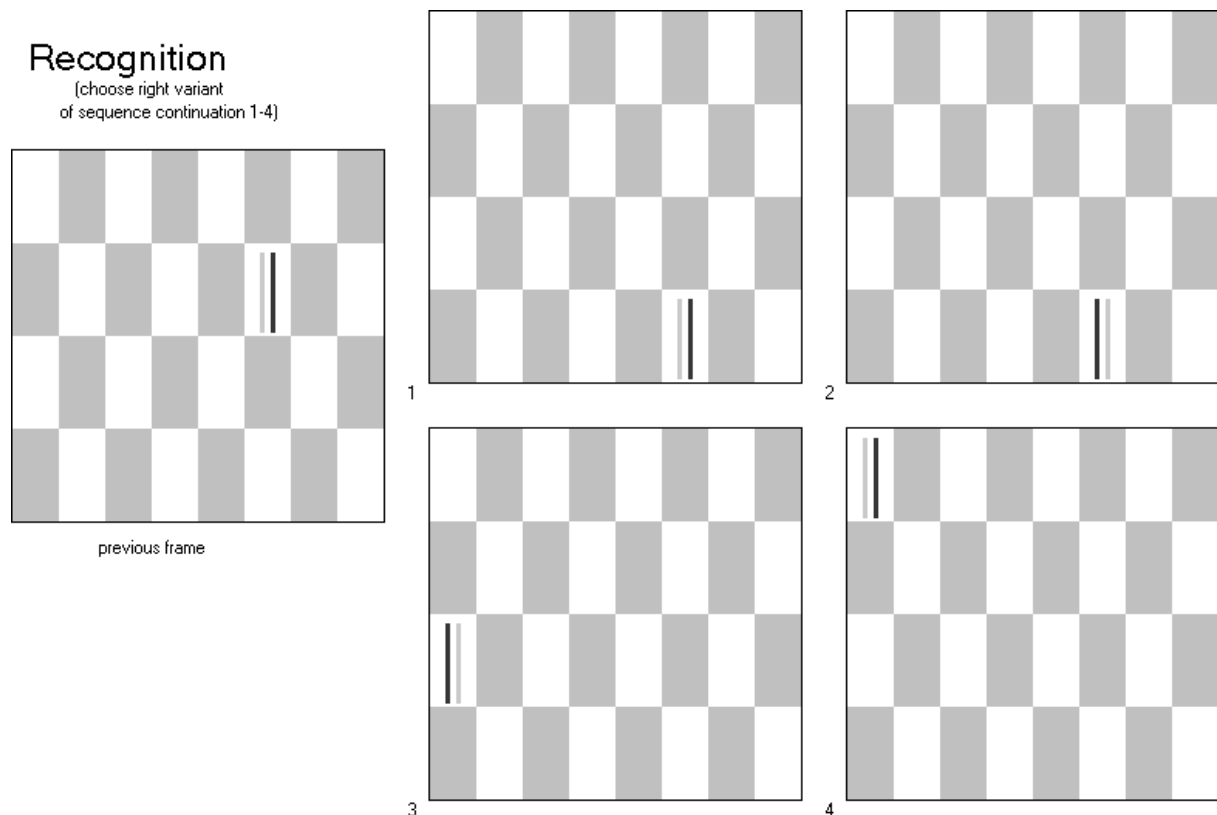 Recognition
(choose right variant
of sequence continuation 1-4)
previous frame
1
2
3
4